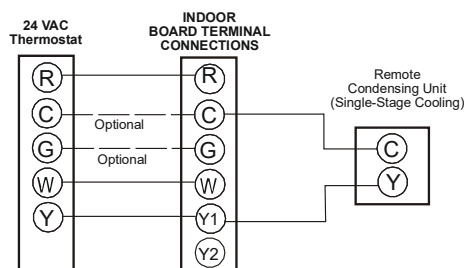 24 VAC
Thermostat
INDOOR
BOARD TERMINAL
CONNECTIONS
Remote
Condensing Unit
(Single-Stage Cooling)
R
R
C
Optional
C
C
G
Optional
G
Y
W
W
Y
Y1
Y2